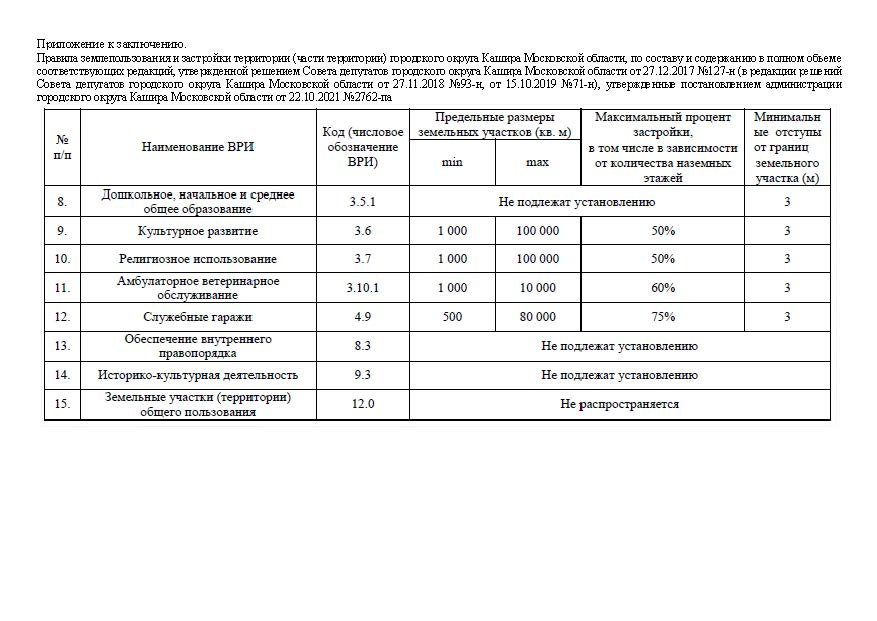 Приложение к заключению.
Правила землепользования и застройки территории (части территории) городского округа Кашира Московской области, по составу и содержанию в полном объеме
соответствующих редакций, утвержденной решением Совета депутатов городского округа Кашира Московской области от 27.12.2017 №127-н (в редакции решений
Совета депутатов городского округа Кашира Московской области от 27.11.2018 №93-н, от 15.10.2019 №71-н), утвержденные постановлением администрации
городского округа Кашира Московской области от 22.10.2021 №2762-па
№ п/п
Наименование ВРИ
Код (числовое
обозначение
ВРИ)
Предельные размеры
земельных участков (кв. м)
min
max
Максимальный процент
застройки,
в том числе в зависимости
от количества наземных
этажей
Минимальн
ые отступы
от границ
земельного
участка (м)
8.
Дошкольное, начальное и среднее
общее образование
3.5.1
Не подлежат установлению
3
9.
Культурное развитие
3.6
1 000
100 000
50%
3
10.
Религиозное использование
3.7
1 000
100 000
50%
3
11.
Амбулаторное ветеринарное
обслуживание
3.10.1
1 000
10 000
60%
3
12.
Служебные гаражи
4.9
500
80 000
75%
3
13.
Обеспечение внутреннего
правопорядка
8.3
Не подлежат установлению
14.
Историко-культурная деятельность
9.3
Не подлежат установлению
15.
Земельные участки (территории)
общего пользования
12.0
Не распространяется